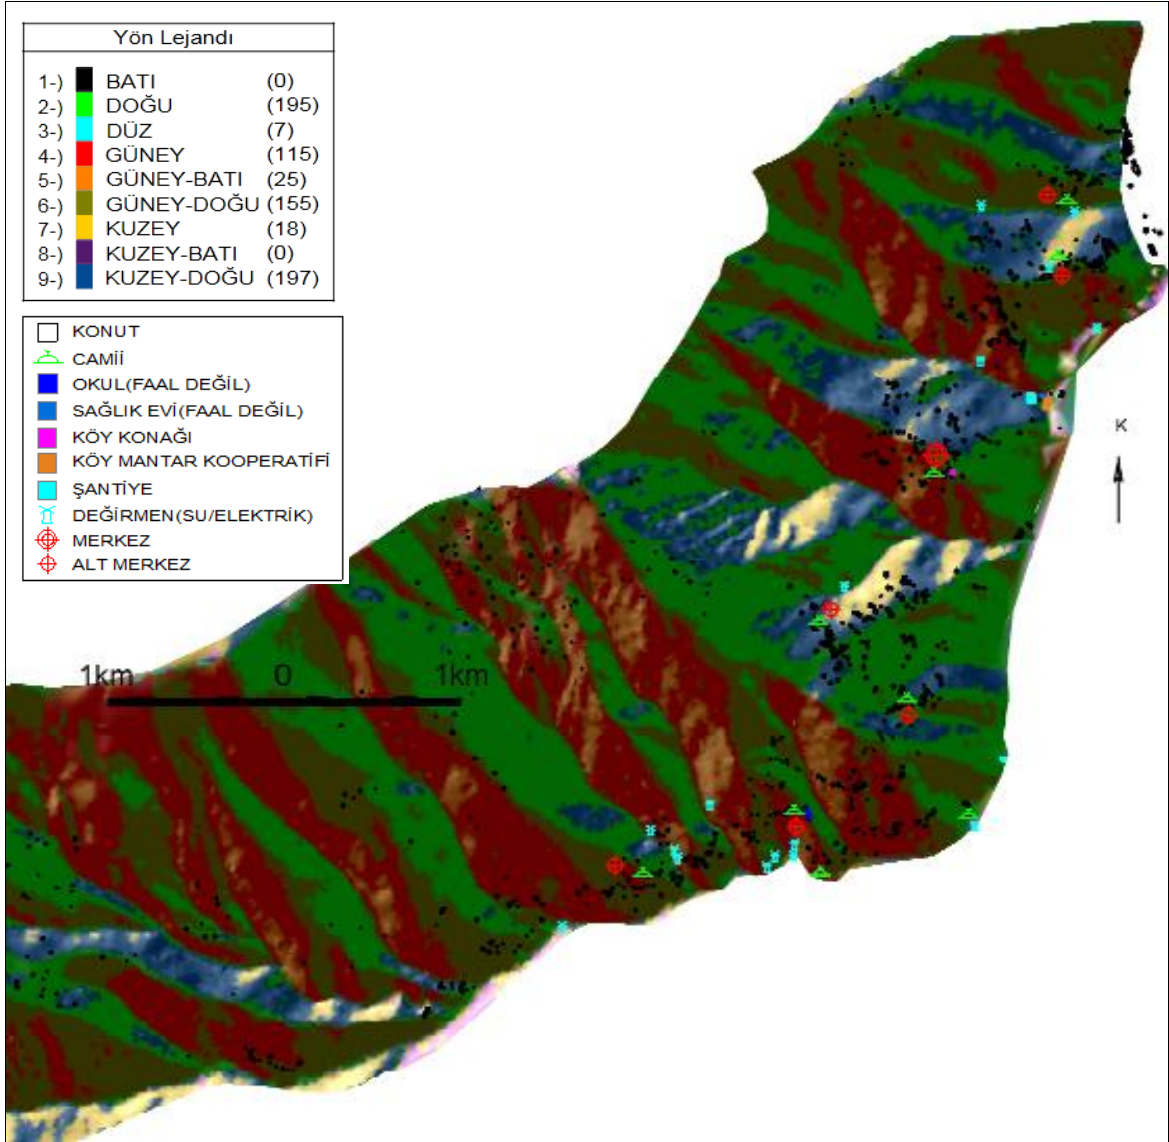 Yön Lejandı
1-) BATI (0)
2-) DOĞU (195)
3-) DÜZ (7)
4-) GÜNEY (115)
5-) GÜNEY-BATI (25)
6-) GÜNEY-DOĞU (155)
7-) KUZEY (18)
8-) KUZEY-BATI (0)
9-) KUZEY-DOĞU (197)
KONUT
CAMİİ
OKUL(FAAL DEĞİL)
SAĞLIK EVİ(FAAL DEĞİL)
KÖY KONAĞI
KÖY MANTAR KOOPERATİFİ
ŞANTİYE
DEĞİRMEN(SU/ELEKTRİK)
MERKEZ
ALT MERKEZ
K
1km 0 1km